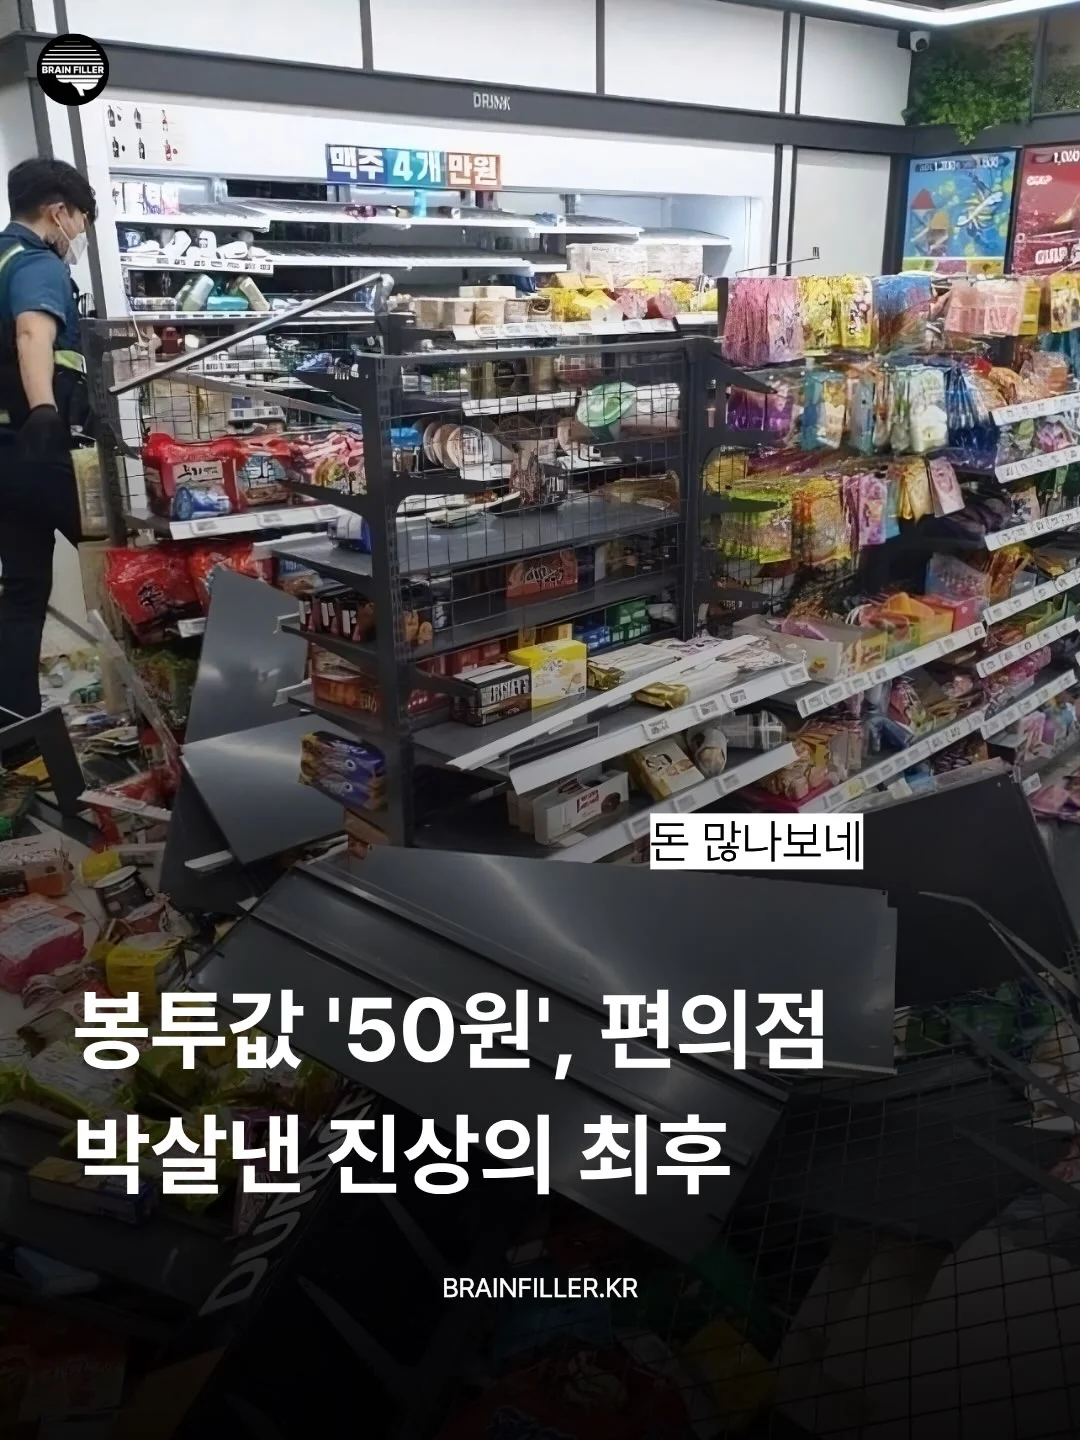 BRAIN FILLER
DRINK
맥주 4개 만원
돈 많나보네
봉투값 '50원', 편의점
박살낸 진상의 최후
BRAINFILLER.KR